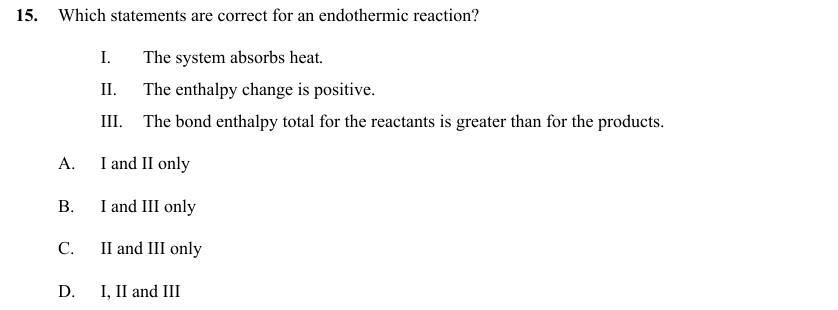 15. Which statements are correct for an endothermic reaction?
I. The system absorbs heat.
II. The enthalpy change is positive.
III. The bond enthalpy total for the reactants is greater than for the products.
A. I and II only
B. I and III only
C. II and III only
D. I, II and III